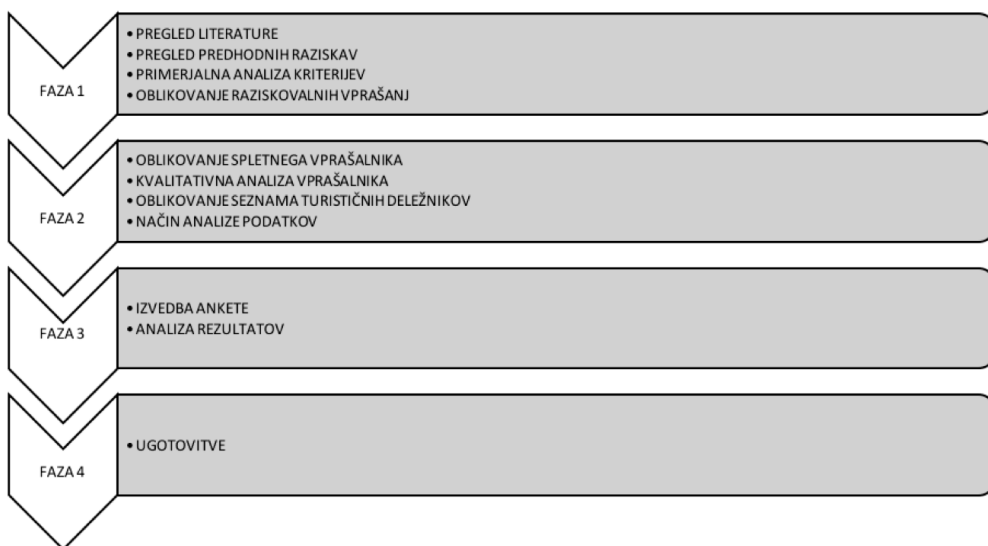 FAZA 1
• PREGLED LITERATURE
• PREGLED PREDHODNIH RAZISKAV
• PRIMERJALNA ANALIZA KRITERIJEV
• OBLIKOVANJE RAZISKOVALNIH VPRAŠANJ
FAZA 2
• OBLIKOVANJE SPLETNEGA VPRAŠALNIKA
• KVALITATIVNA ANALIZA VPRAŠALNIKA
• OBLIKOVANJE SEZNAMA TURISTIČNIH DELEŽNIKOV
• NAČIN ANALIZE PODATKOV
FAZA 3
• IZVEDBA ANKETE
• ANALIZA REZULTATOV
FAZA 4
• UGOTOVITVE